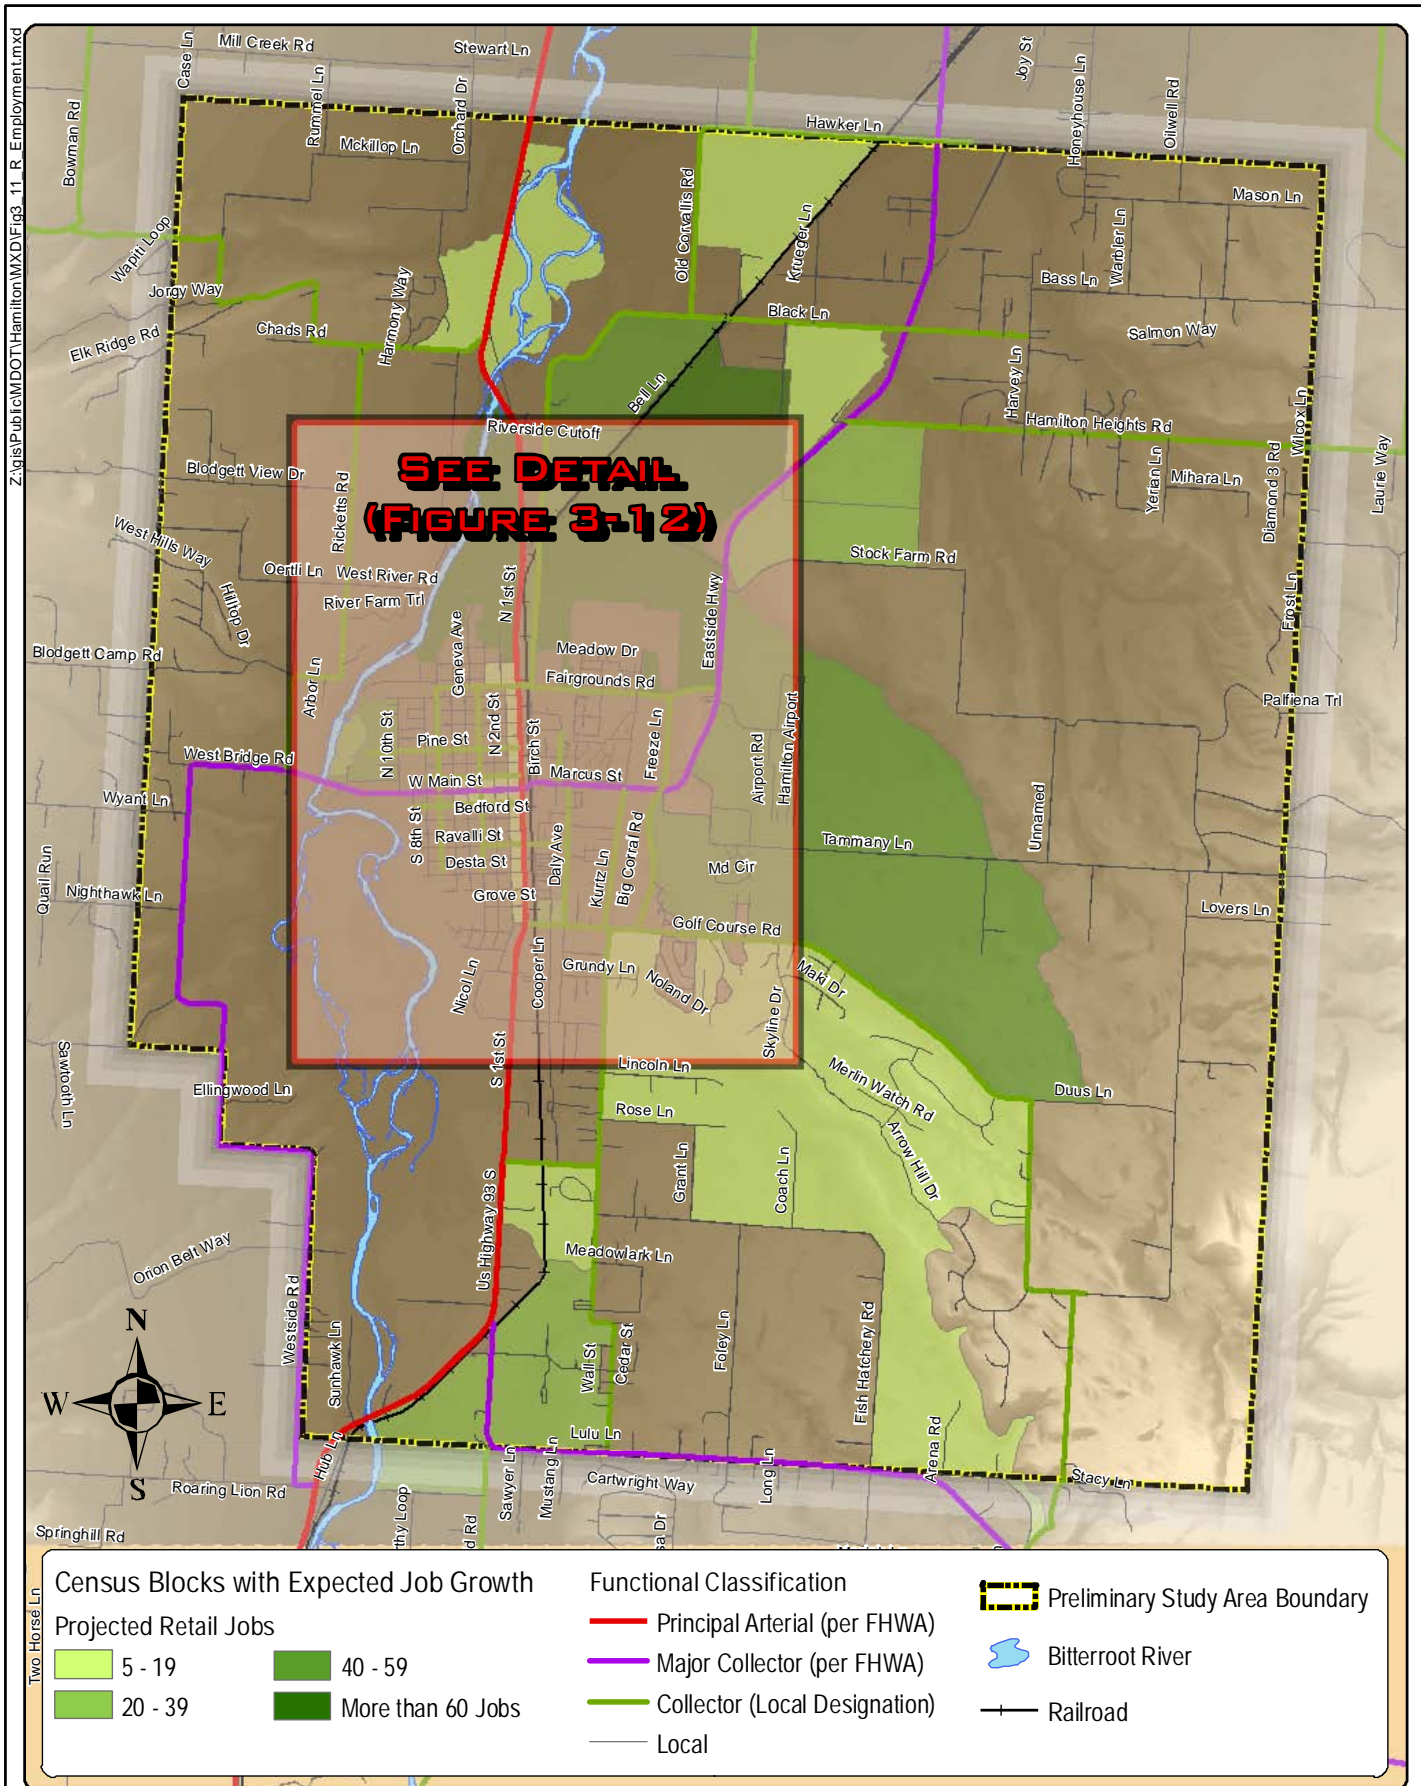 Z:\gis\Public\MDOT\Hamilton\MXD\Fig3_11_R_Employment.mxd
Case Ln
Mill Creek Rd
Stewart Ln
Joy St
Honeyhouse Ln
Oilwell Rd
Bowman Rd
Rummel Ln
Orchard Dr
Mckillop Ln
Hawker Ln
Mason Ln
Old Corvallis Rd
Krueger Ln
Warbler Ln
Wapiti Loop
Jorgy Way
Harmony Way
Bass Ln
Elk Ridge Rd
Chads Rd
Black Ln
Salmon Way
Bell Ln
Harvey Ln
Wilcox Ln
Riverside Cutoff
Hamilton Heights Rd
SEE DETAIL
(FIGURE 3-12)
Blodgett View Dr
Ricketts Rd
Yerian Ln
Mihara Ln
Diamond 3 Rd
Laurie Way
West Hills Way
Oertli Ln
West River Rd
Stock Farm Rd
River Farm Trl
Hilltop Dr
N 1st St
Geneva Ave
Eastside Hwy
Frost Ln
Blodgett Camp Rd
Meadow Dr
Arbor Ln
Fairgrounds Rd
Palfiena Trl
N 10th St
Pine St
N 2nd St
Birch St
Freeze Ln
Airport Rd
Hamilton Airport
West Bridge Rd
W Main St
Marcus St
Wyant Ln
Bedford St
Unnamed
S 8th St
Ravalli St
Daly Ave
Big Corral Rd
Tammany Ln
Quail Run
Desta St
Kurtz Ln
Md Cir
Nighthawk Ln
Grove St
Lovers Ln
Golf Course Rd
Nicol Ln
Cooper Ln
Grundy Ln
Noland Dr
Maki Dr
Skyline Dr
Sawtooth Ln
S 1st St
Lincoln Ln
Ellingwood Ln
Merlin Watch Rd
Duus Ln
Rose Ln
Arrow Hill Dr
Grant Ln
Coach Ln
Us Highway 93 S
Orion Belt Way
Meadowlark Ln
Westside Rd
Sunhawk Ln
Wall St
Cedar St
Foley Ln
Fish Hatchery Rd
N
W
E
S
Hub Ln
Lulu Ln
Sawyer Ln
Mustang Ln
Long Ln
Arena Rd
Cartwright Way
Stacy Ln
Roaring Lion Rd
Springhill Rd
rthy Loop
d Rd
sa Dr
Two Horse Ln
Census Blocks with Expected Job Growth
Projected Retail Jobs
5 - 19
20 - 39
40 - 59
More than 60 Jobs
Functional Classification
Principal Arterial (per FHWA)
Major Collector (per FHWA)
Collector (Local Designation)
Local
Preliminary Study Area Boundary
Bitterroot River
Railroad